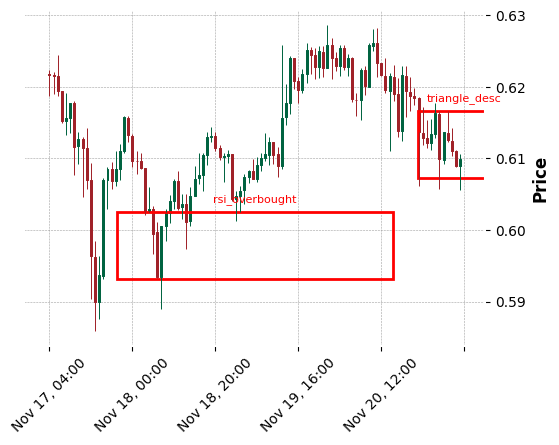 0.63
0.62
triangle_desc
0.61
Price
rsi_overbought
0.60
0.59
Nov 17, 04:00
Nov 18, 00:00
Nov 18, 20:00
Nov 19, 16:00
Nov 20, 12:00